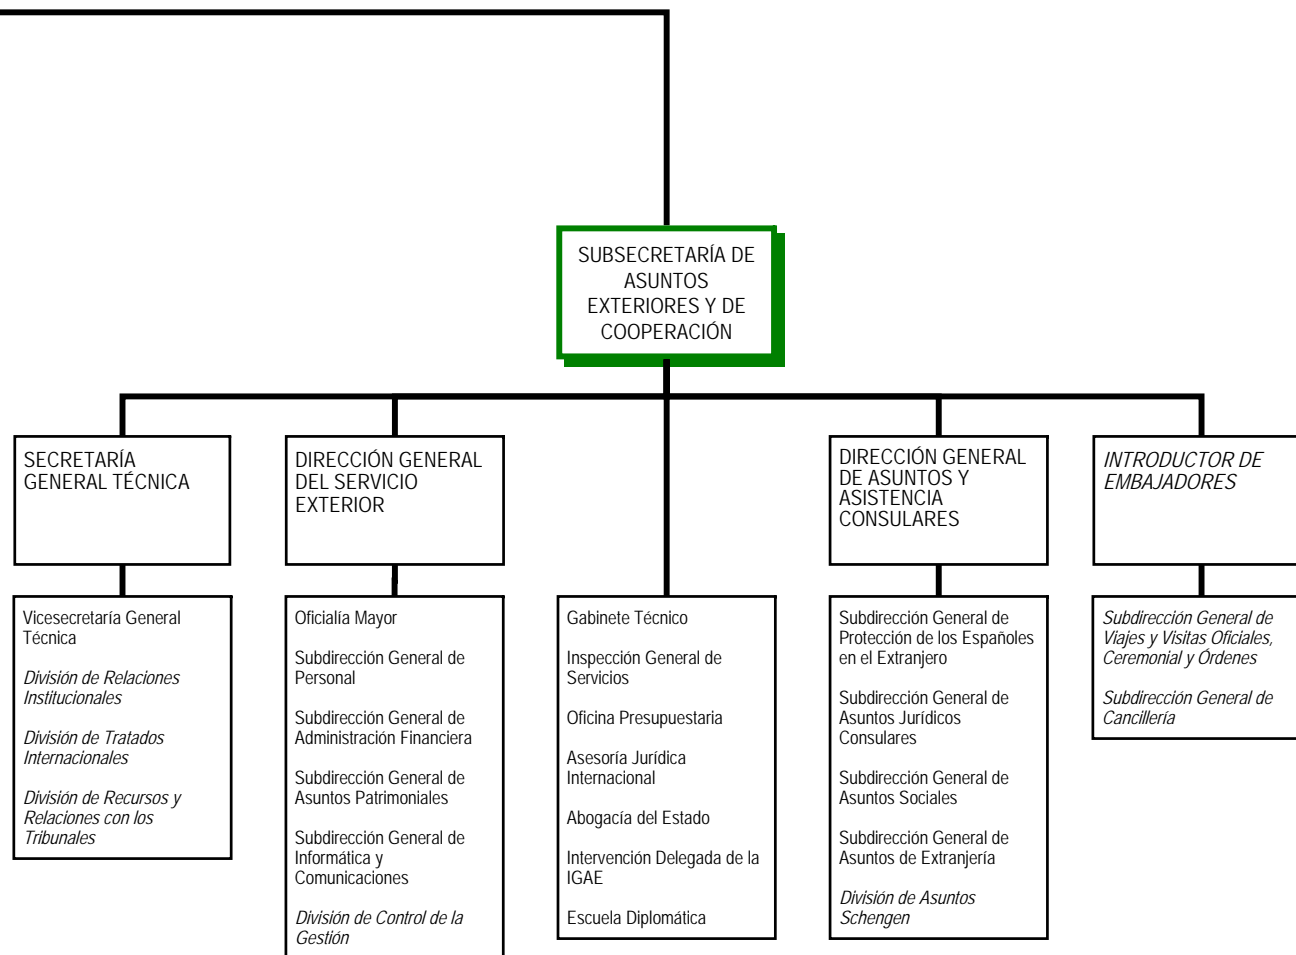 SUBSECRETARÍA DE
ASUNTOS
EXTERIORES Y DE
COOPERACIÓN
SECRETARÍA
GENERAL TÉCNICA
DIRECCIÓN GENERAL
DEL SERVICIO
EXTERIOR
DIRECCIÓN GENERAL
DE ASUNTOS Y
ASISTENCIA
CONSULARES
INTRODUCTOR DE
EMBAJADORES
Vicesecretaría General
Técnica
División de Relaciones
Institucionales
División de Tratados
Internacionales
División de Recursos y
Relaciones con los
Tribunales
Oficialía Mayor
Subdirección General de
Personal
Subdirección General de
Administración Financiera
Subdirección General de
Asuntos Patrimoniales
Subdirección General de
Informática y
Comunicaciones
División de Control de la
Gestión
Gabinete Técnico
Inspección General de
Servicios
Oficina Presupuestaria
Asesoría Jurídica
Internacional
Abogacía del Estado
Intervención Delegada de la
IGAE
Escuela Diplomática
Subdirección General de
Protección de los Españoles
en el Extranjero
Subdirección General de
Asuntos Jurídicos
Consulares
Subdirección General de
Asuntos Sociales
Subdirección General de
Asuntos de Extranjería
División de Asuntos
Schengen
Subdirección General de
Viajes y Visitas Oficiales,
Ceremonial y Órdenes
Subdirección General de
Cancillería